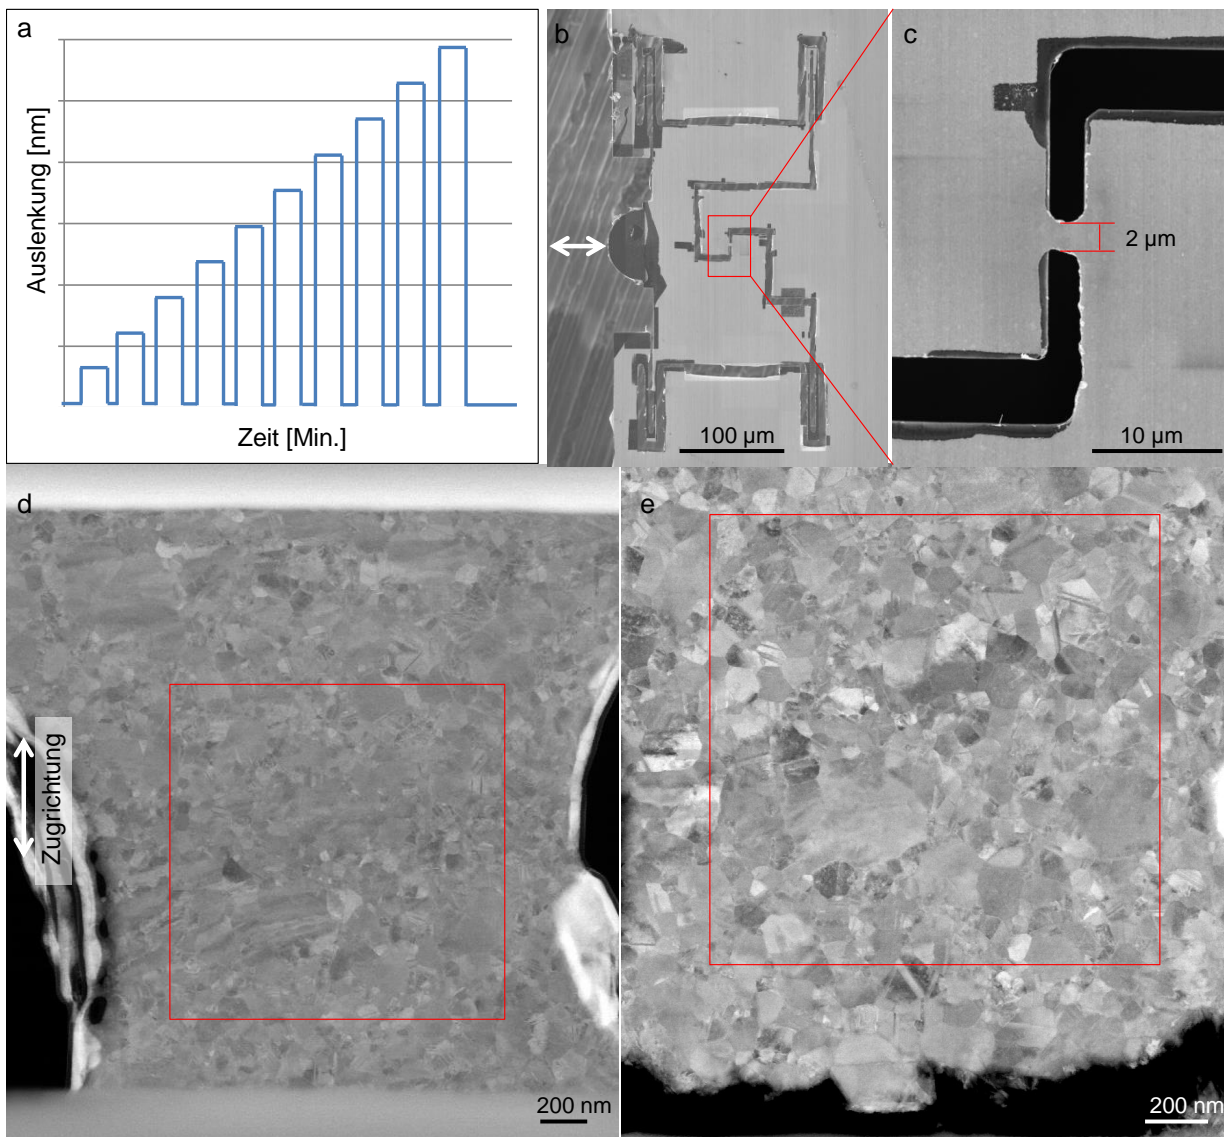 a
Auslenkung [nm]
Zeit [Min.]
b
100 µm
c
2 µm
10 µm
d
Zugrichtung
200 nm
e
200 nm